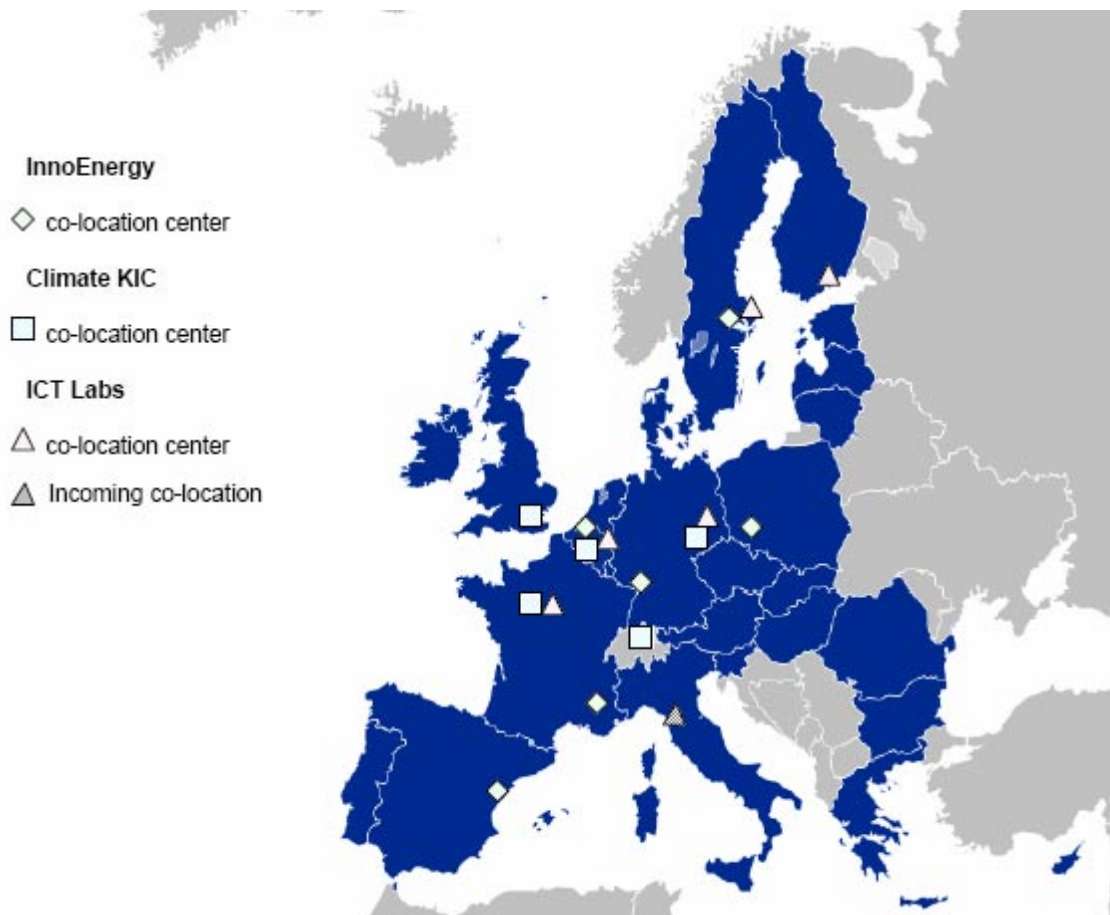 InnoEnergy
co-location center
Climate KIC
co-location center
ICT Labs
co-location center
Incoming co-location